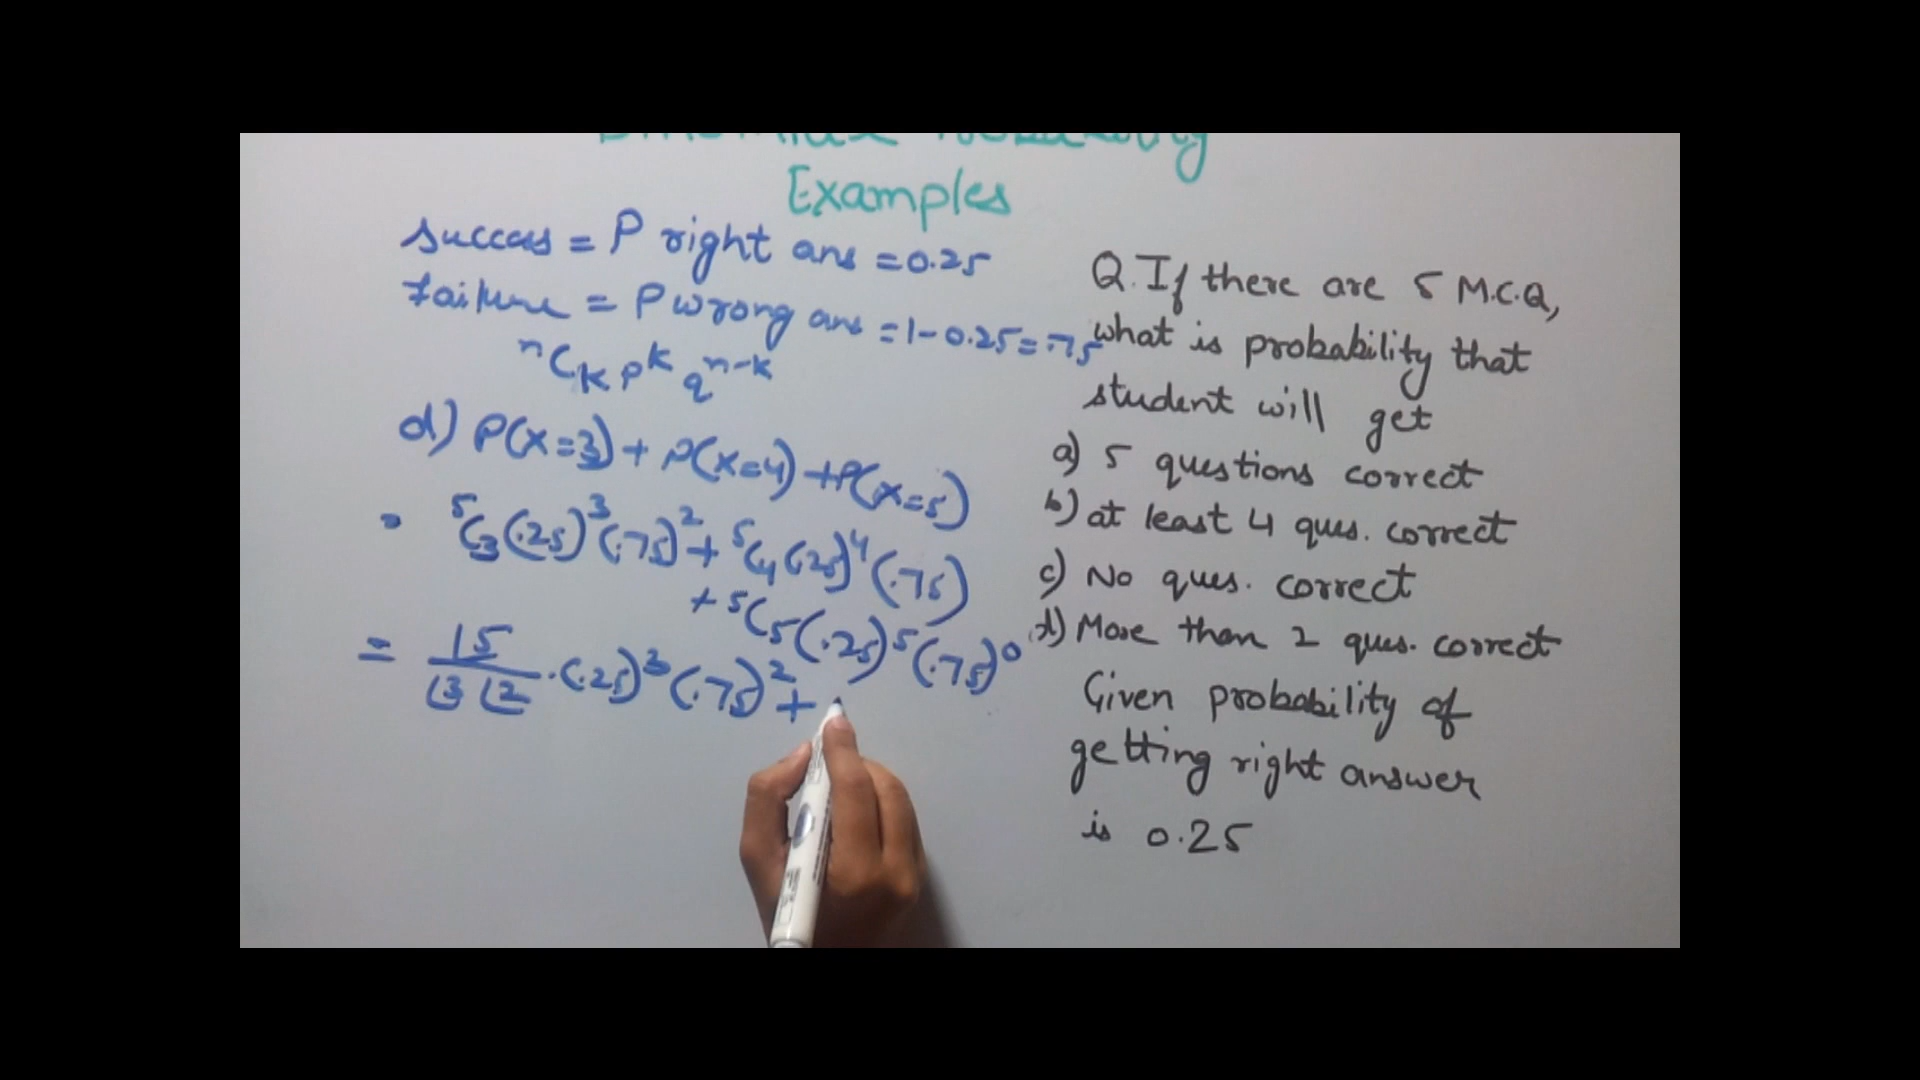 Examples
success = P right ans = 0.25
failure = P wrong ans = 1 - 0.25 = .75
ⁿCₖ pᵏ qⁿ⁻ᵏ
d) P(X=3) + P(X=4) + P(X=5)
= ⁵C₃ (.25)³ (.75)² + ⁵C₄ (.25)⁴ (.75)
+ ⁵C₅ (.25)⁵ (.75)⁰
= |5 / |3 |2 . (.25)³ (.75)² +
Q. If there are 5 M.C.Q,
what is probability that
student will get
a) 5 questions correct
b) at least 4 ques. correct
c) No ques. correct
d) More than 2 ques. correct
Given probability of
getting right answer
is 0.25